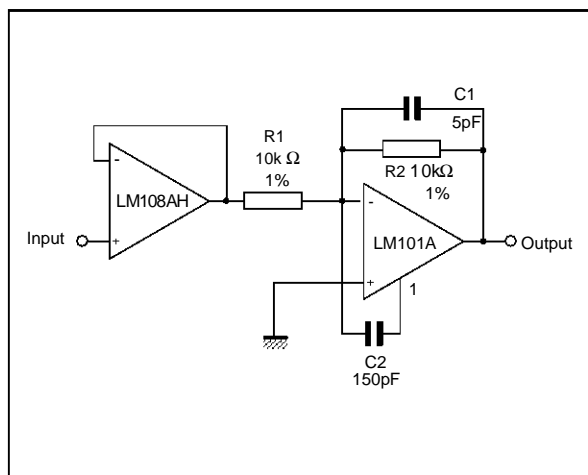 C1
5pF
R1
10k Ω
1%
R2 10kΩ
1%
-
LM108AH
+
Input
-
LM101A
+
Output
1
C2
150pF